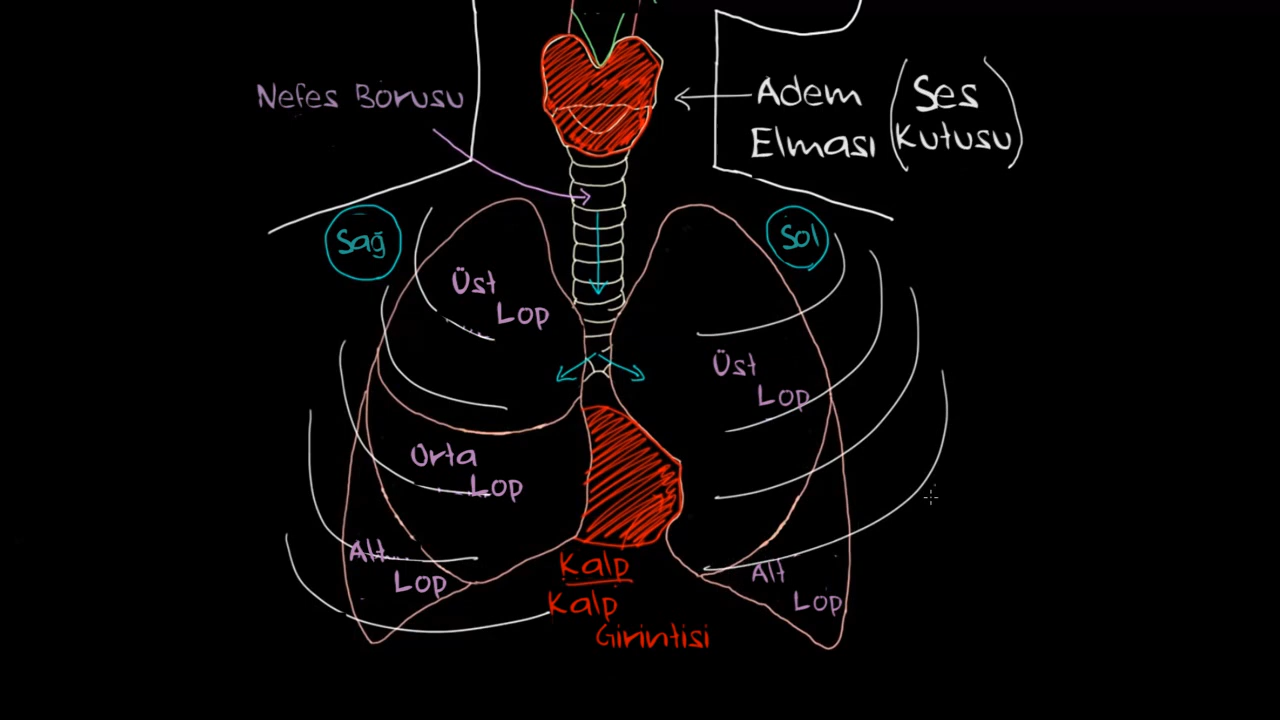 Nefes Borusu
Adem
Elması
(Ses
Kutusu)
Sağ
Sol
Üst
Lop
Üst
Lop
Orta
Lop
Alt
Lop
Kalp
Kalp
Girintisi
Alt
Lop